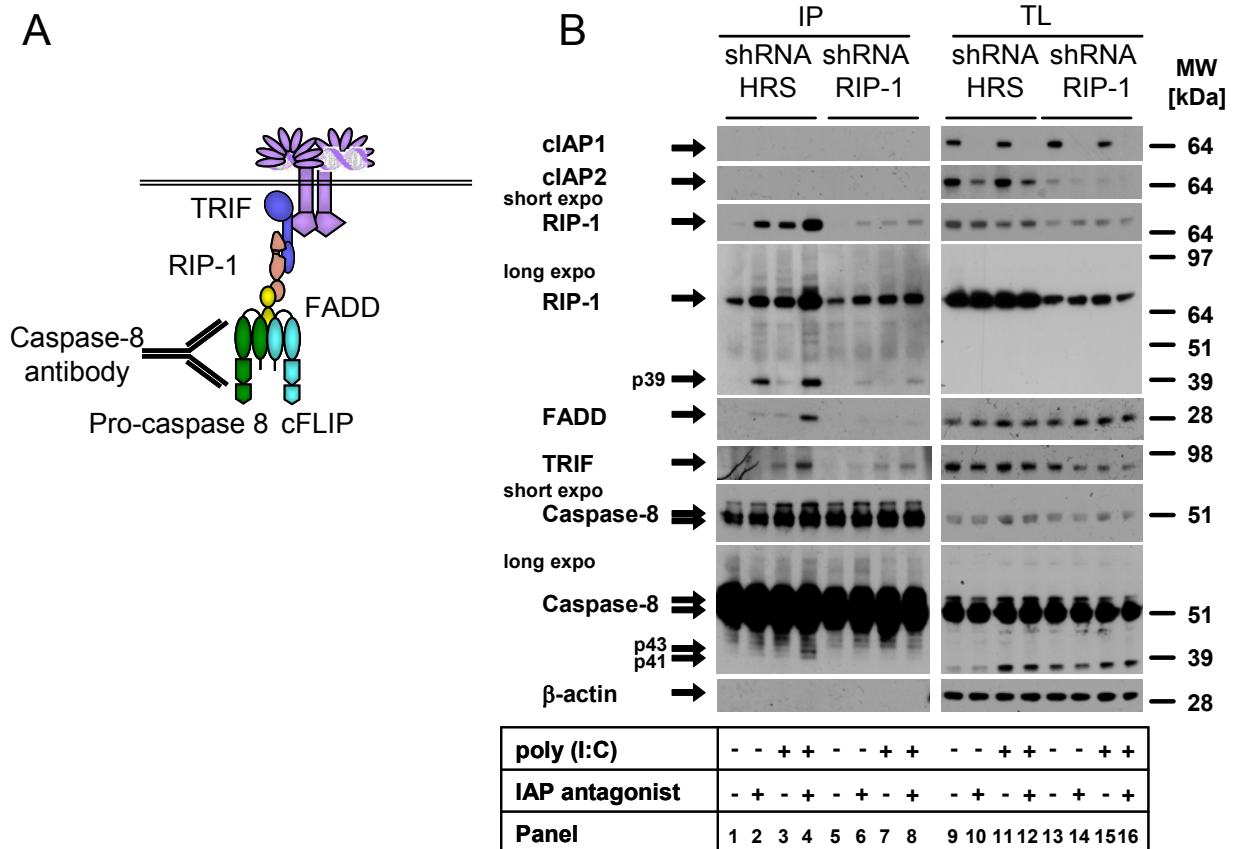 A
TRIF
RIP-1
FADD
Caspase-8
antibody
Pro-caspase 8 cFLIP
B
IP TL
shRNA shRNA shRNA shRNA
HRS RIP-1 HRS RIP-1
MW
[kDa]
cIAP1 64
cIAP2 64
short expo
RIP-1 64
97
long expo
RIP-1 64
51
p39 39
FADD 28
98
TRIF
short expo
Caspase-8 51
long expo
Caspase-8 51
p43
p41 39
β-actin 28
poly (I:C) - - + + - - + + - - + + - - + +
IAP antagonist - + - + - + - + - + - + - + - +
Panel 1 2 3 4 5 6 7 8 9 10 11 12 13 14 15 16